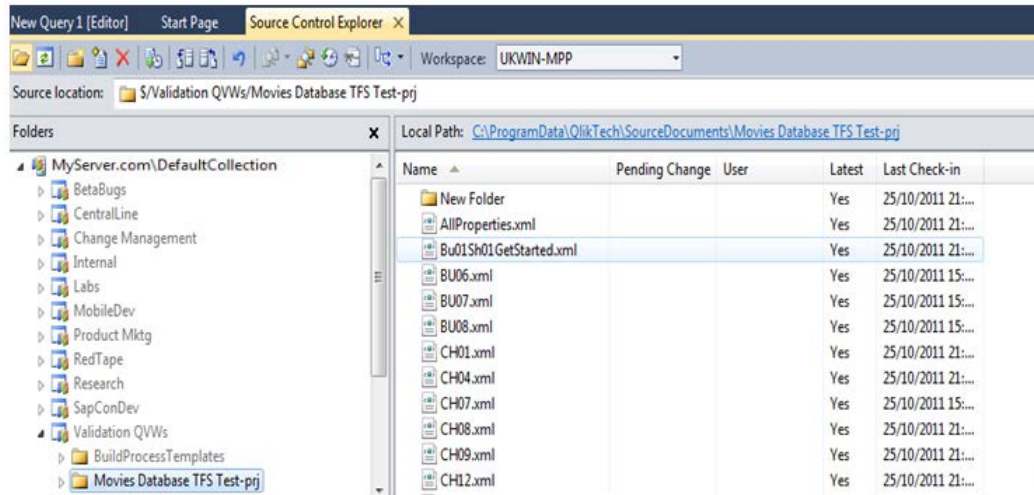 New Query 1 [Editor] Start Page Source Control Explorer X
Workspace: UKWIN-MPP
Source location: $/Validation QVWs/Movies Database TFS Test-prj
Folders x
Local Path: C:\ProgramData\QlikTech\SourceDocuments\Movies Database TFS Test-prj
MyServer.com\DefaultCollection
BetaBugs
CentralLine
Change Management
Internal
Labs
MobileDev
Product Mktg
RedTape
Research
SapConDev
Validation QVWs
BuildProcessTemplates
Movies Database TFS Test-prj
Name Pending Change User Latest Last Check-in
New Folder Yes 25/10/2011 21:...
AllProperties.xml Yes 25/10/2011 21:...
Bu01Sh01GetStarted.xml Yes 25/10/2011 21:...
BU06.xml Yes 25/10/2011 15:...
BU07.xml Yes 25/10/2011 15:...
BU08.xml Yes 25/10/2011 15:...
CH01.xml Yes 25/10/2011 21:...
CH04.xml Yes 25/10/2011 21:...
CH07.xml Yes 25/10/2011 15:...
CH08.xml Yes 25/10/2011 21:...
CH09.xml Yes 25/10/2011 21:...
CH12.xml Yes 25/10/2011 21:...